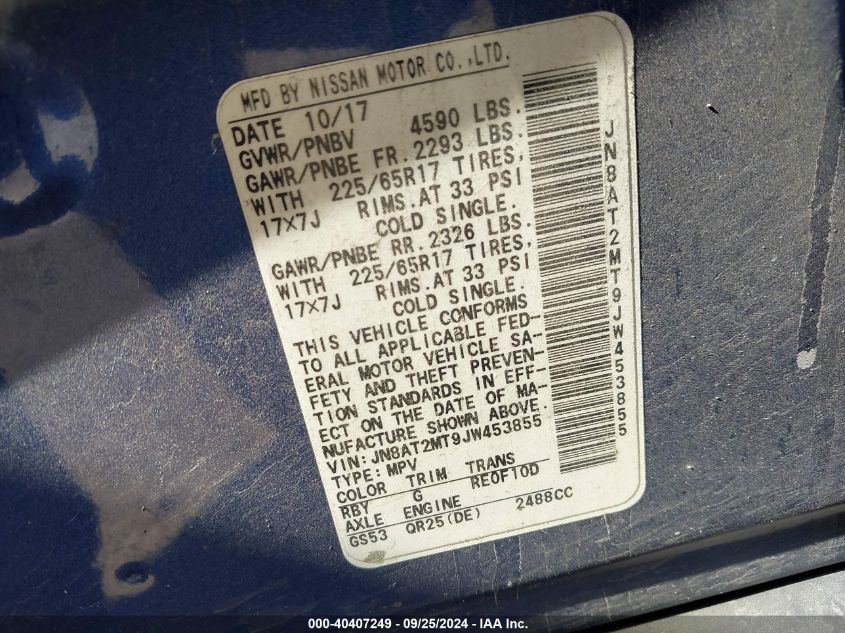 MFD BY NISSAN MOTOR CO.,LTD.
DATE 10/17
GVWR/PNBV 4590 LBS.
GAWR/PNBE FR. 2293 LBS.
WITH 225/65R17 TIRES,
17X7J RIMS.AT 33 PSI
COLD SINGLE.
GAWR/PNBE RR. 2326 LBS.
WITH 225/65R17 TIRES,
17X7J RIMS.AT 33 PSI
COLD SINGLE.
THIS VEHICLE CONFORMS
TO ALL APPLICABLE FED-
ERAL MOTOR VEHICLE SA-
FETY AND THEFT PREVEN-
TION STANDARDS IN EFF-
ECT ON THE DATE OF MA-
NUFACTURE SHOWN ABOVE.
VIN: JN8AT2MT9JW453855
TYPE: MPV
COLOR TRIM TRANS
RBY G RE0F10D
AXLE ENGINE
GS53 QR25(DE) 2488CC
JN8AT2MT9JW453855
000-40407249 - 09/25/2024 - IAA Inc.